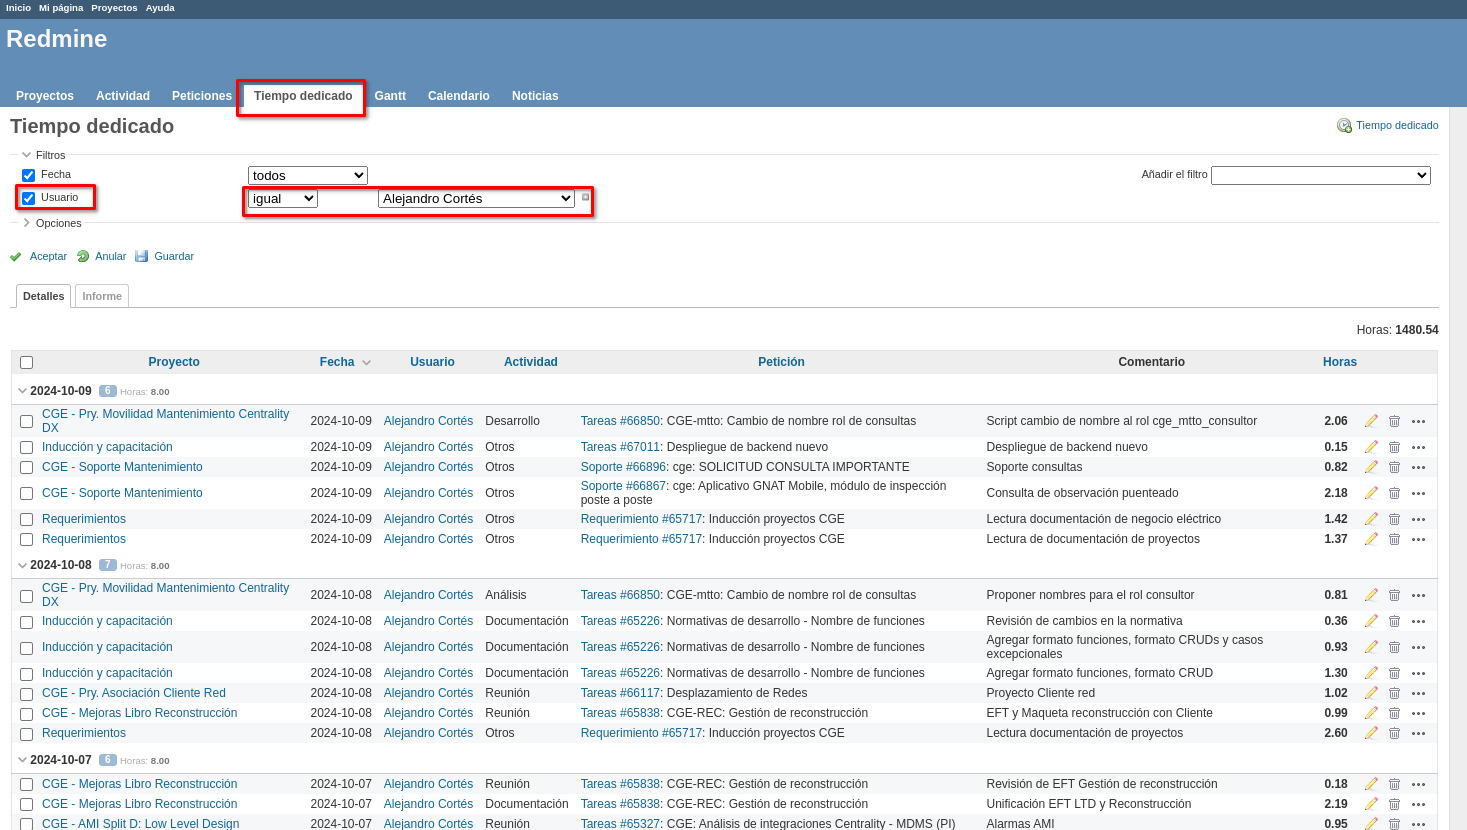 Inicio Mi página Proyectos Ayuda
Redmine
Proyectos Actividad Peticiones Tiempo dedicado Gantt Calendario Noticias
Tiempo dedicado
Tiempo dedicado
Filtros
Fecha todos Añadir el filtro
Usuario igual Alejandro Cortés
Opciones
Aceptar Anular Guardar
Detalles Informe
Horas: 1480.54
Proyecto Fecha Usuario Actividad Petición Comentario Horas
2024-10-09 6 Horas: 8.00
CGE - Pry. Movilidad Mantenimiento Centrality
DX 2024-10-09 Alejandro Cortés Desarrollo Tareas #66850: CGE-mtto: Cambio de nombre rol de consultas Script cambio de nombre al rol cge_mtto_consultor 2.06
Inducción y capacitación 2024-10-09 Alejandro Cortés Otros Tareas #67011: Despliegue de backend nuevo Despliegue de backend nuevo 0.15
CGE - Soporte Mantenimiento 2024-10-09 Alejandro Cortés Otros Soporte #66896: cge: SOLICITUD CONSULTA IMPORTANTE Soporte consultas 0.82
CGE - Soporte Mantenimiento 2024-10-09 Alejandro Cortés Otros Soporte #66867: cge: Aplicativo GNAT Mobile, módulo de inspección
poste a poste Consulta de observación puenteado 2.18
Requerimientos 2024-10-09 Alejandro Cortés Otros Requerimiento #65717: Inducción proyectos CGE Lectura documentación de negocio eléctrico 1.42
Requerimientos 2024-10-09 Alejandro Cortés Otros Requerimiento #65717: Inducción proyectos CGE Lectura de documentación de proyectos 1.37
2024-10-08 7 Horas: 8.00
CGE - Pry. Movilidad Mantenimiento Centrality
DX 2024-10-08 Alejandro Cortés Análisis Tareas #66850: CGE-mtto: Cambio de nombre rol de consultas Proponer nombres para el rol consultor 0.81
Inducción y capacitación 2024-10-08 Alejandro Cortés Documentación Tareas #65226: Normativas de desarrollo - Nombre de funciones Revisión de cambios en la normativa 0.36
Inducción y capacitación 2024-10-08 Alejandro Cortés Documentación Tareas #65226: Normativas de desarrollo - Nombre de funciones Agregar formato funciones, formato CRUDs y casos
excepcionales 0.93
Inducción y capacitación 2024-10-08 Alejandro Cortés Documentación Tareas #65226: Normativas de desarrollo - Nombre de funciones Agregar formato funciones, formato CRUD 1.30
CGE - Pry. Asociación Cliente Red 2024-10-08 Alejandro Cortés Reunión Tareas #66117: Desplazamiento de Redes Proyecto Cliente red 1.02
CGE - Mejoras Libro Reconstrucción 2024-10-08 Alejandro Cortés Reunión Tareas #65838: CGE-REC: Gestión de reconstrucción EFT y Maqueta reconstrucción con Cliente 0.99
Requerimientos 2024-10-08 Alejandro Cortés Otros Requerimiento #65717: Inducción proyectos CGE Lectura documentación de proyectos 2.60
2024-10-07 6 Horas: 8.00
CGE - Mejoras Libro Reconstrucción 2024-10-07 Alejandro Cortés Reunión Tareas #65838: CGE-REC: Gestión de reconstrucción Revisión de EFT Gestión de reconstrucción 0.18
CGE - Mejoras Libro Reconstrucción 2024-10-07 Alejandro Cortés Documentación Tareas #65838: CGE-REC: Gestión de reconstrucción Unificación EFT LTD y Reconstrucción 2.19
CGE - AMI Split D: Low Level Design 2024-10-07 Alejandro Cortés Reunión Tareas #65327: CGE: Análisis de integraciones Centrality - MDMS (PI) Alarmas AMI 0.95